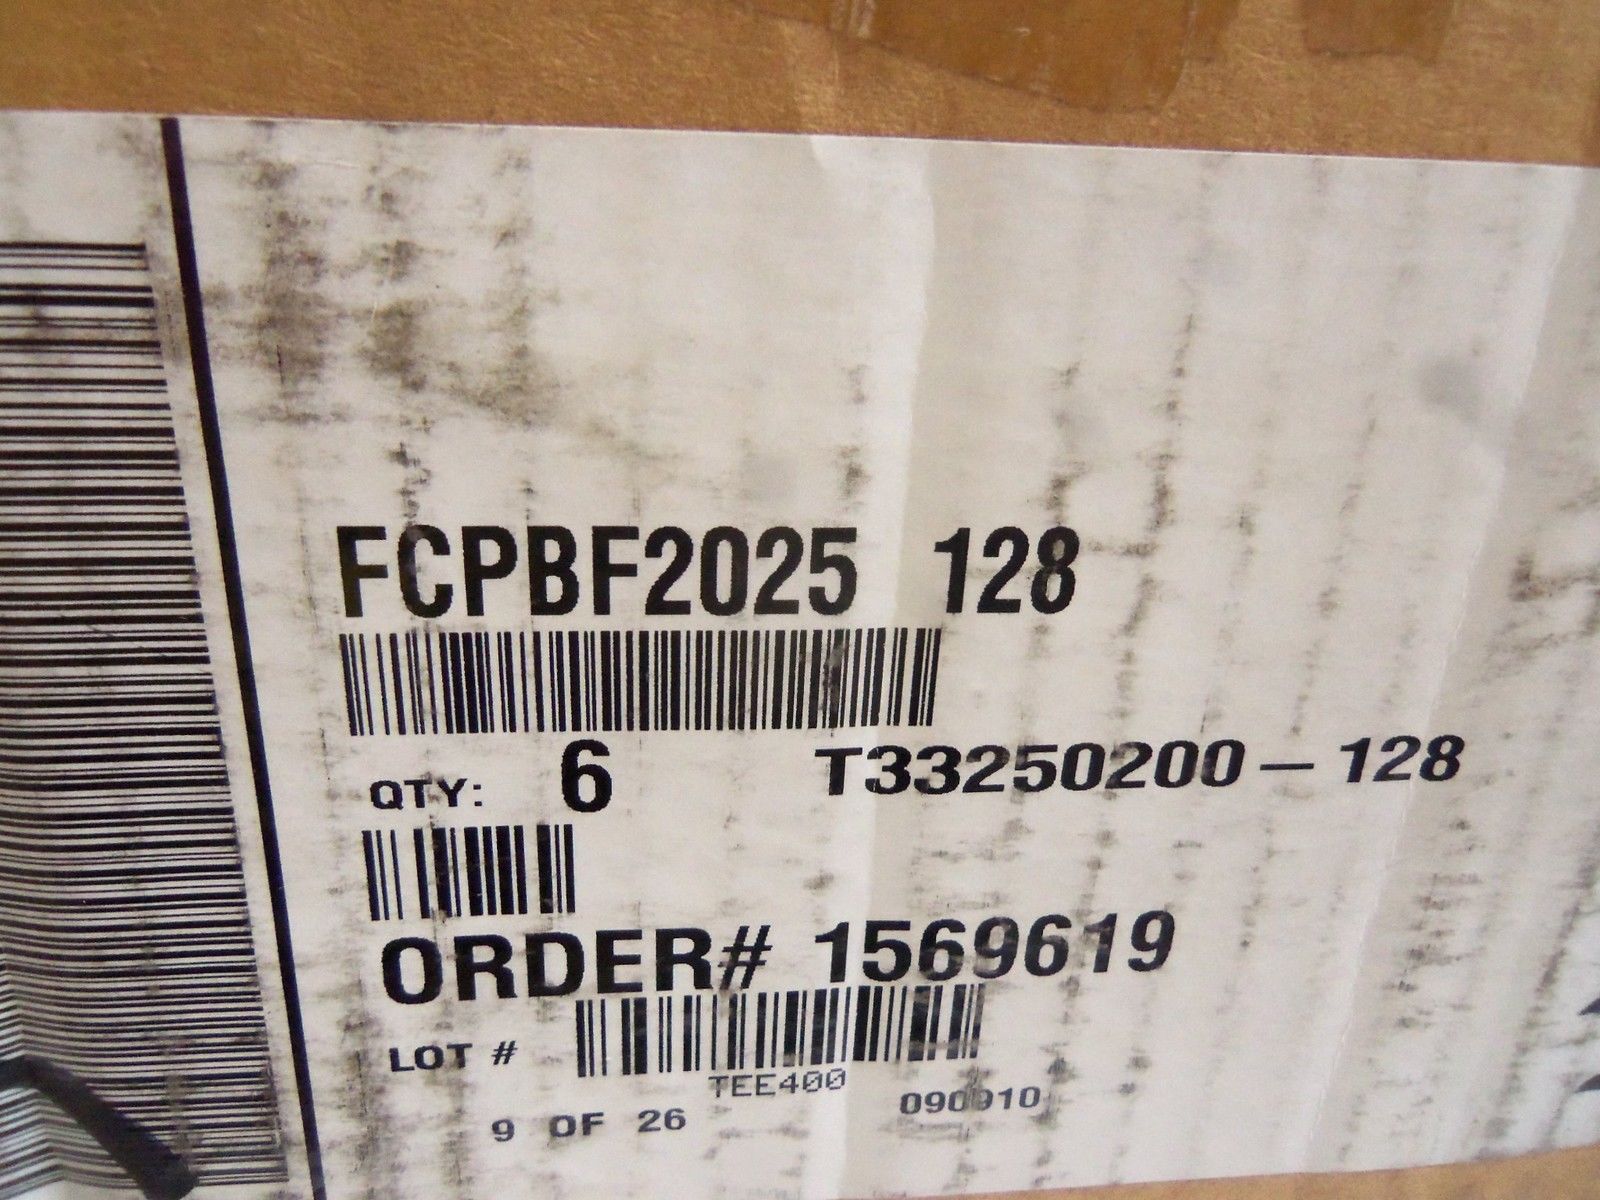 FCPBF2025 128
QTY: 6 T33250200-128
ORDER# 1569619
LOT #
TEE400
9 OF 26 090910